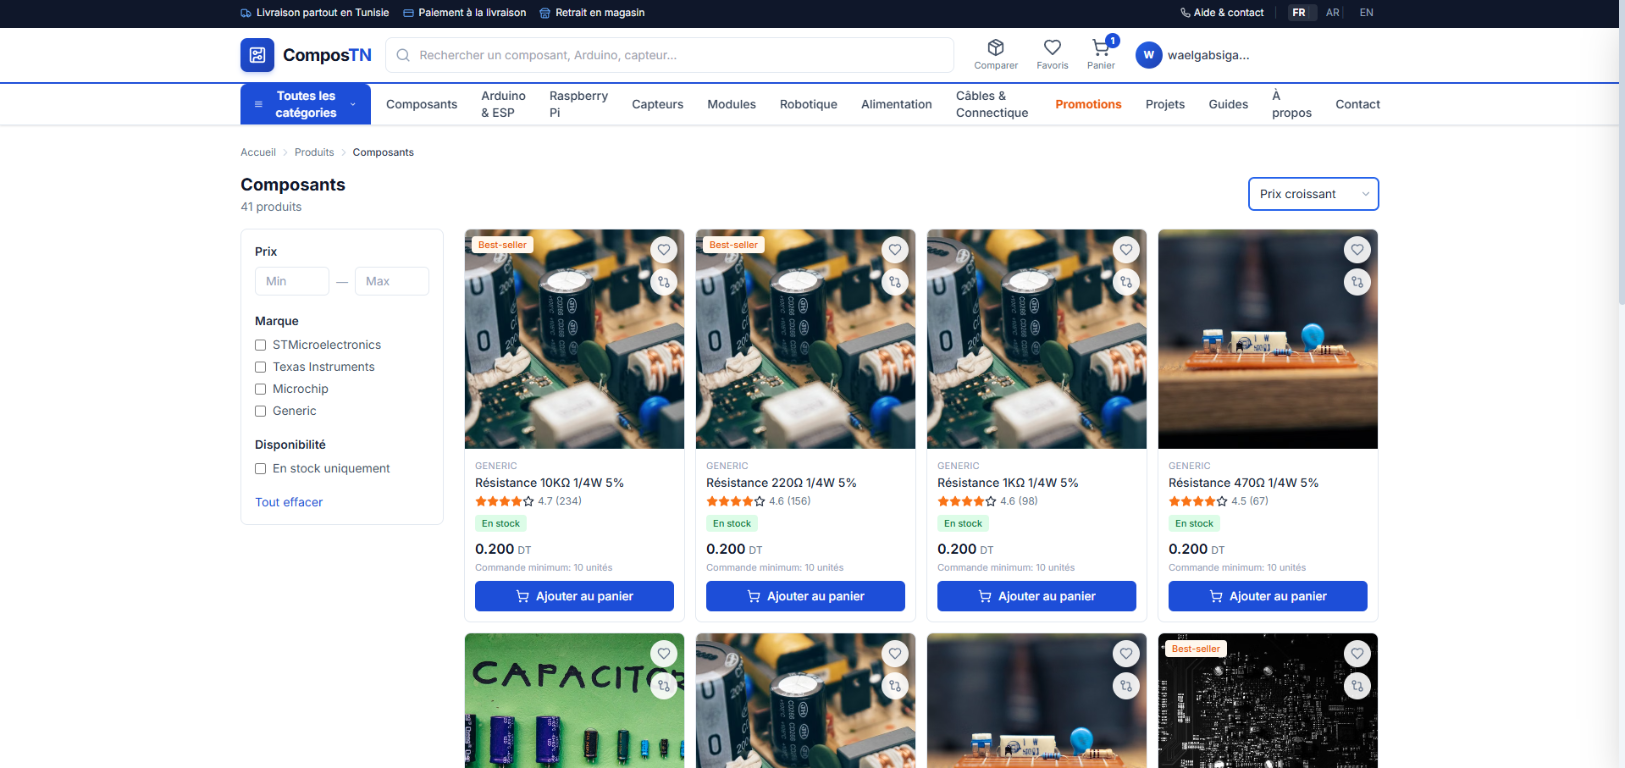 Livraison partout en Tunisie Paiement à la livraison Retrait en magasin Aide & contact FR AR EN
ComposTN Rechercher un composant, Arduino, capteur... Comparer Favoris 1 Panier W waelgabsiga...
Toutes les catégories Composants Arduino & ESP Raspberry Pi Capteurs Modules Robotique Alimentation Câbles & Connectique Promotions Projets Guides À propos Contact
Accueil Produits Composants
Composants
41 produits
Prix croissant
Prix
Min — Max
Marque
STMicroelectronics
Texas Instruments
Microchip
Generic
Disponibilité
En stock uniquement
Tout effacer
Best-seller
GENERIC
Résistance 10KΩ 1/4W 5%
4.7 (234)
En stock
0.200 DT
Commande minimum: 10 unités
Ajouter au panier
Best-seller
GENERIC
Résistance 220Ω 1/4W 5%
4.6 (156)
En stock
0.200 DT
Commande minimum: 10 unités
Ajouter au panier
GENERIC
Résistance 1KΩ 1/4W 5%
4.6 (98)
En stock
0.200 DT
Commande minimum: 10 unités
Ajouter au panier
GENERIC
Résistance 470Ω 1/4W 5%
4.5 (67)
En stock
0.200 DT
Commande minimum: 10 unités
Ajouter au panier
Best-seller